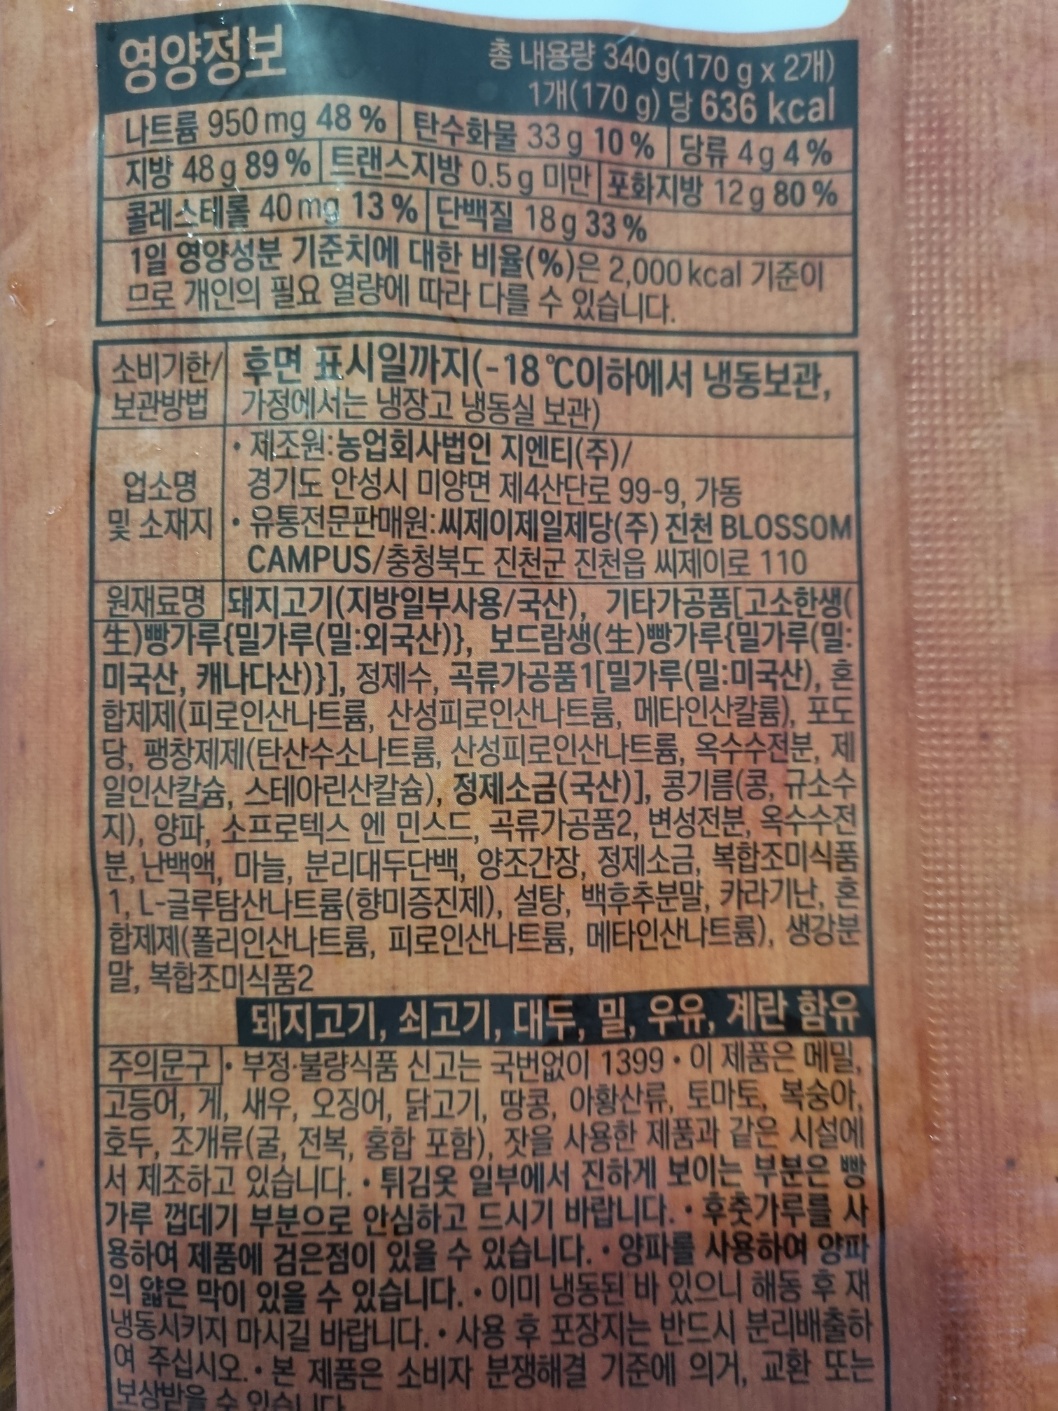 영양정보
총 내용량 340 g(170 g x 2개)
1개(170 g) 당 636 kcal
나트륨 950 mg 48 % 탄수화물 33 g 10 % 당류 4 g 4 %
지방 48 g 89 % 트랜스지방 0.5 g 미만 포화지방 12 g 80 %
콜레스테롤 40 mg 13 % 단백질 18 g 33 %
1일 영양성분 기준치에 대한 비율(%)은 2,000 kcal 기준이
므로 개인의 필요 열량에 따라 다를 수 있습니다.
소비기한/ 후면 표시일까지(-18 ℃이하에서 냉동보관,
보관방법 가정에서는 냉장고 냉동실 보관)
• 제조원:농업회사법인 지엔티(주)/
업소명 경기도 안성시 미양면 제4산단로 99-9, 가동
및 소재지 • 유통전문판매원:씨제이제일제당(주) 진천 BLOSSOM
CAMPUS/충청북도 진천군 진천읍 씨제이로 110
원재료명 돼지고기(지방일부사용/국산), 기타가공품[고소한생(
生)빵가루{밀가루(밀:외국산)}, 보드람생(生)빵가루{밀가루(밀:
미국산, 캐나다산)}], 정제수, 곡류가공품1[밀가루(밀:미국산), 혼
합제제(피로인산나트륨, 산성피로인산나트륨, 메타인산칼륨), 포도
당, 팽창제제(탄산수소나트륨, 산성피로인산나트륨, 옥수수전분, 제
일인산칼슘, 스테아린산칼슘), 정제소금(국산)], 콩기름(콩, 규소수
지), 양파, 소프로텍스 엔 민스드, 곡류가공품2, 변성전분, 옥수수전
분, 난백액, 마늘, 분리대두단백, 양조간장, 정제소금, 복합조미식품
1, L-글루탐산나트륨(향미증진제), 설탕, 백후추분말, 카라기난, 혼
합제제(폴리인산나트륨, 피로인산나트륨, 메타인산나트륨), 생강분
말, 복합조미식품2
돼지고기, 쇠고기, 대두, 밀, 우유, 계란 함유
주의문구 • 부정·불량식품 신고는 국번없이 1399 • 이 제품은 메밀,
고등어, 게, 새우, 오징어, 닭고기, 땅콩, 아황산류, 토마토, 복숭아,
호두, 조개류(굴, 전복, 홍합 포함), 잣을 사용한 제품과 같은 시설에
서 제조하고 있습니다. • 튀김옷 일부에서 진하게 보이는 부분은 빵
가루 껍데기 부분으로 안심하고 드시기 바랍니다. • 후춧가루를 사
용하여 제품에 검은점이 있을 수 있습니다. • 양파를 사용하여 양파
의 얇은 막이 있을 수 있습니다. • 이미 냉동된 바 있으니 해동 후 재
냉동시키지 마시길 바랍니다. • 사용 후 포장지는 반드시 분리배출하
여 주십시오. • 본 제품은 소비자 분쟁해결 기준에 의거, 교환 또는
보상받을 수 있습니다